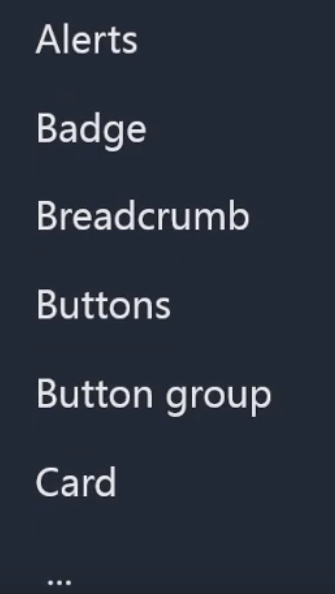 Alerts
Badge
Breadcrumb
Buttons
Button group
Card
...